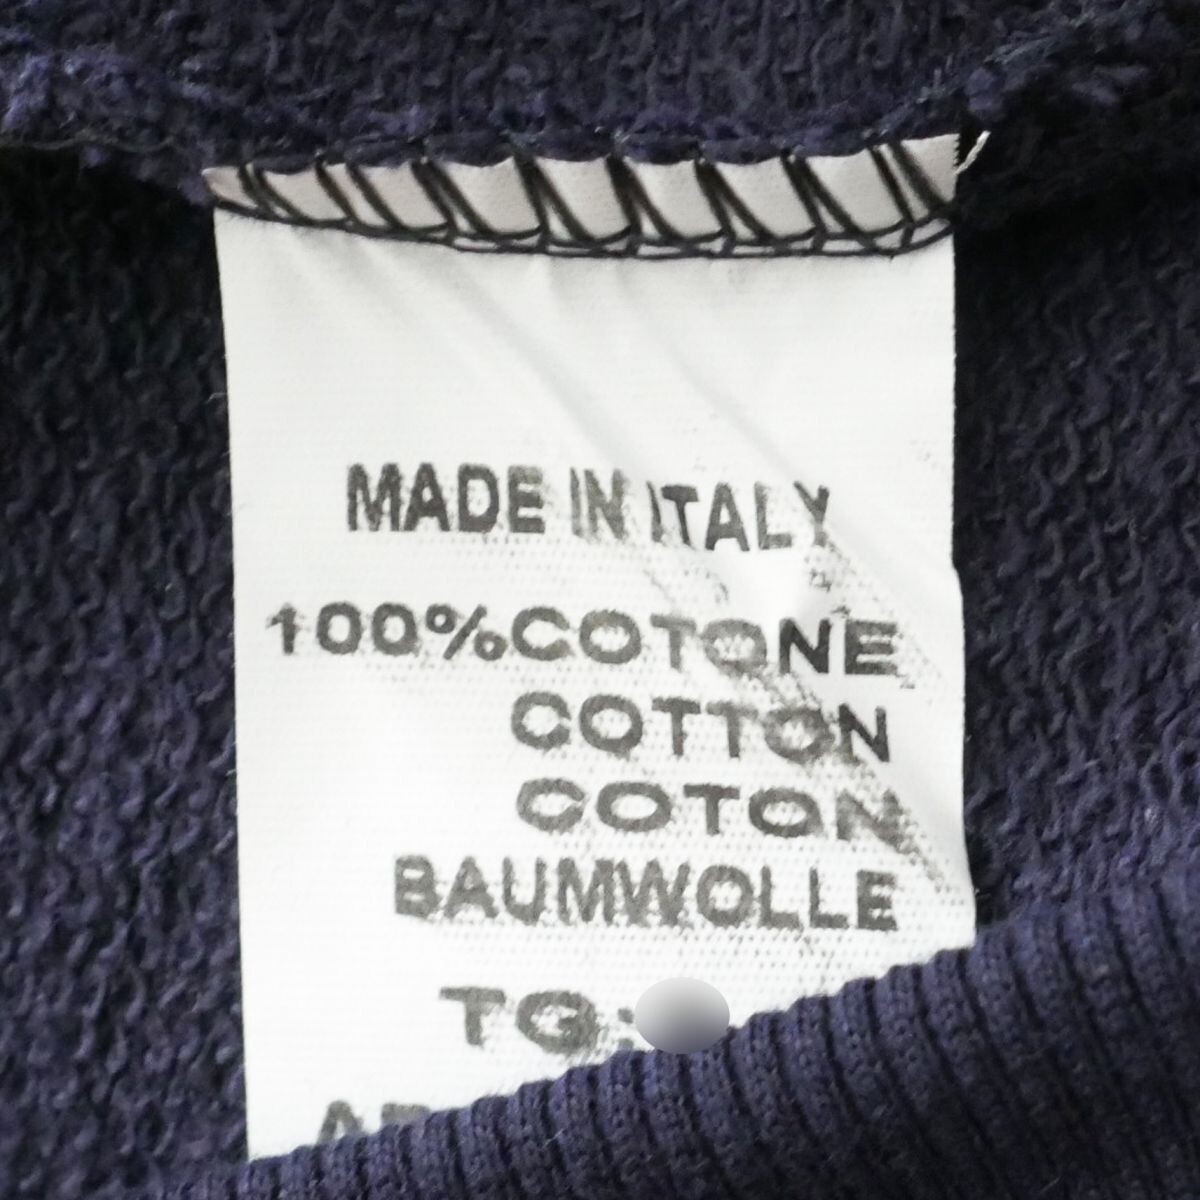 MADE IN ITALY
100%COTONE
COTTON
COTON
BAUMWOLLE
TG: